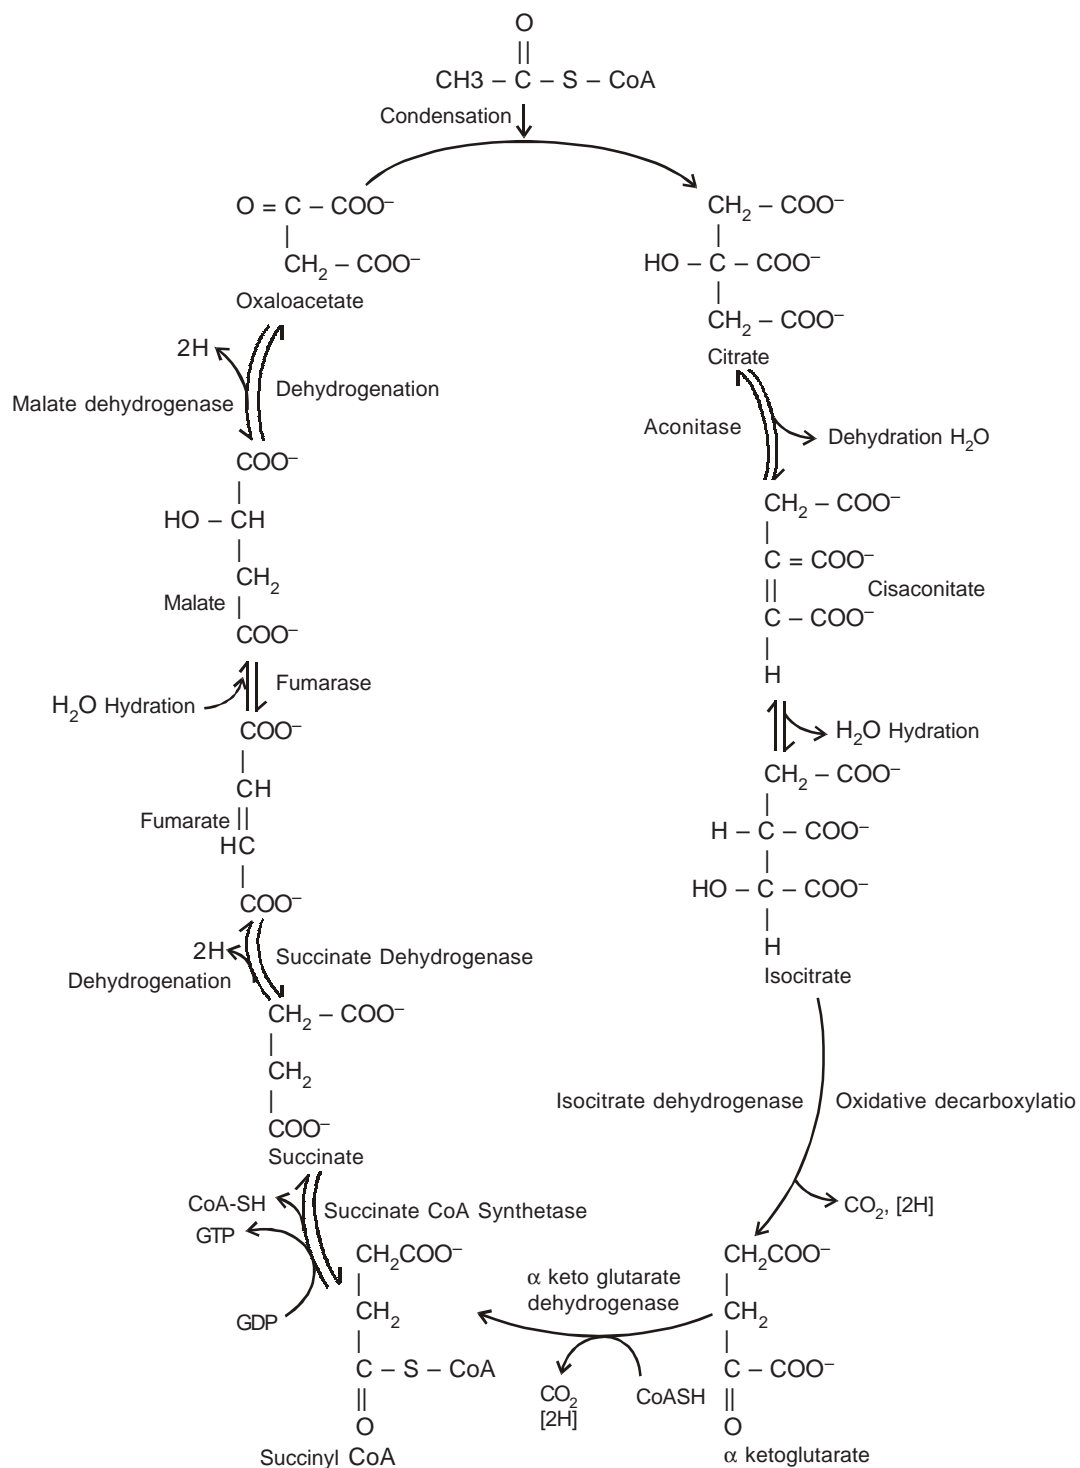 O
||
CH3 – C – S – CoA
Condensation
O = C – COO–
|
CH2 – COO–
Oxaloacetate
CH2 – COO–
|
HO – C – COO–
|
CH2 – COO–
Citrate
2H
Malate dehydrogenase
Dehydrogenation
Aconitase
Dehydration H2O
COO–
|
HO – CH
|
CH2
Malate |
COO–
CH2 – COO–
|
C = COO–
||
Cisaconitate
C – COO–
|
H
H2O Hydration
Fumarase
H2O Hydration
COO–
|
CH
Fumarate ||
HC
|
COO–
CH2 – COO–
|
H – C – COO–
|
HO – C – COO–
|
H
Isocitrate
2H
Dehydrogenation
Succinate Dehydrogenase
CH2 – COO–
|
CH2
|
COO–
Succinate
Isocitrate dehydrogenase
Oxidative decarboxylatio
CO2, [2H]
CoA-SH
GTP
GDP
Succinate CoA Synthetase
CH2COO–
|
CH2
|
C – S – CoA
||
O
Succinyl CoA
α keto glutarate
dehydrogenase
CO2
[2H]
CoASH
CH2COO–
|
CH2
|
C – COO–
||
O
α ketoglutarate